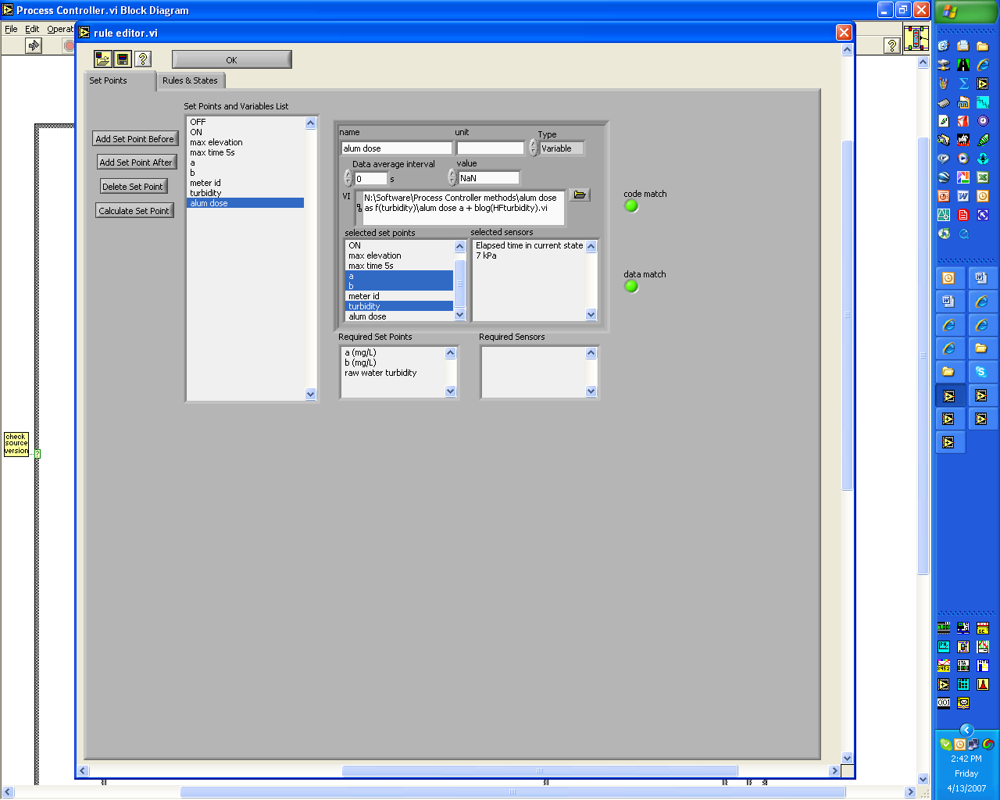 Process Controller.vi Block Diagram
File Edit Operat
rule editor.vi
OK
Set Points
Rules & States
Set Points and Variables List
OFF
ON
max elevation
max time 5s
a
b
meter id
turbidity
alum dose
Add Set Point Before
Add Set Point After
Delete Set Point
Calculate Set Point
name
unit
Type
alum dose
Variable
Data average interval
value
0
s
NaN
VI
N:\Software\Process Controller methods\alum dose
as f(turbidity)\alum dose a + blog(HFturbidity).vi
selected set points
selected sensors
ON
max elevation
max time 5s
a
b
meter id
turbidity
alum dose
Elapsed time in current state
7 kPa
code match
data match
Required Set Points
Required Sensors
a (mg/L)
b (mg/L)
raw water turbidity
check
source
version
?
2:42 PM
Friday
4/13/2007